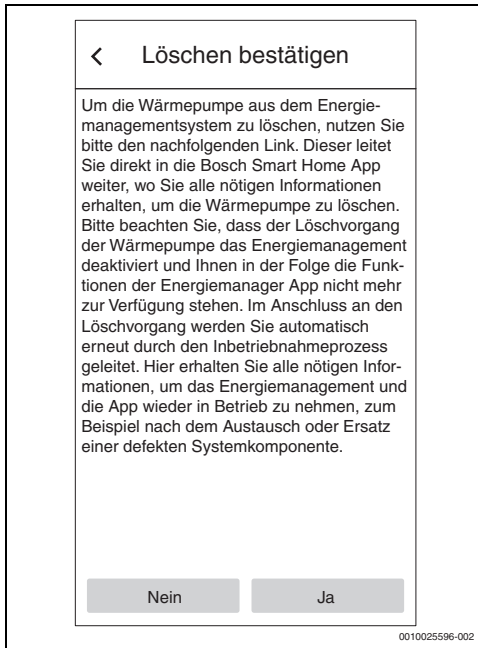 Löschen bestätigen
Um die Wärmepumpe aus dem Energie-
managementsystem zu löschen, nutzen Sie
bitte den nachfolgenden Link. Dieser leitet
Sie direkt in die Bosch Smart Home App
weiter, wo Sie alle nötigen Informationen
erhalten, um die Wärmepumpe zu löschen.
Bitte beachten Sie, dass der Löschvorgang
der Wärmepumpe das Energiemanagement
deaktiviert und Ihnen in der Folge die Funk-
tionen der Energiemanager App nicht mehr
zur Verfügung stehen. Im Anschluss an den
Löschvorgang werden Sie automatisch
erneut durch den Inbetriebnahmeprozess
geleitet. Hier erhalten Sie alle nötigen Infor-
mationen, um das Energiemanagement und
die App wieder in Betrieb zu nehmen, zum
Beispiel nach dem Austausch oder Ersatz
einer defekten Systemkomponente.
Nein Ja
0010025596-002